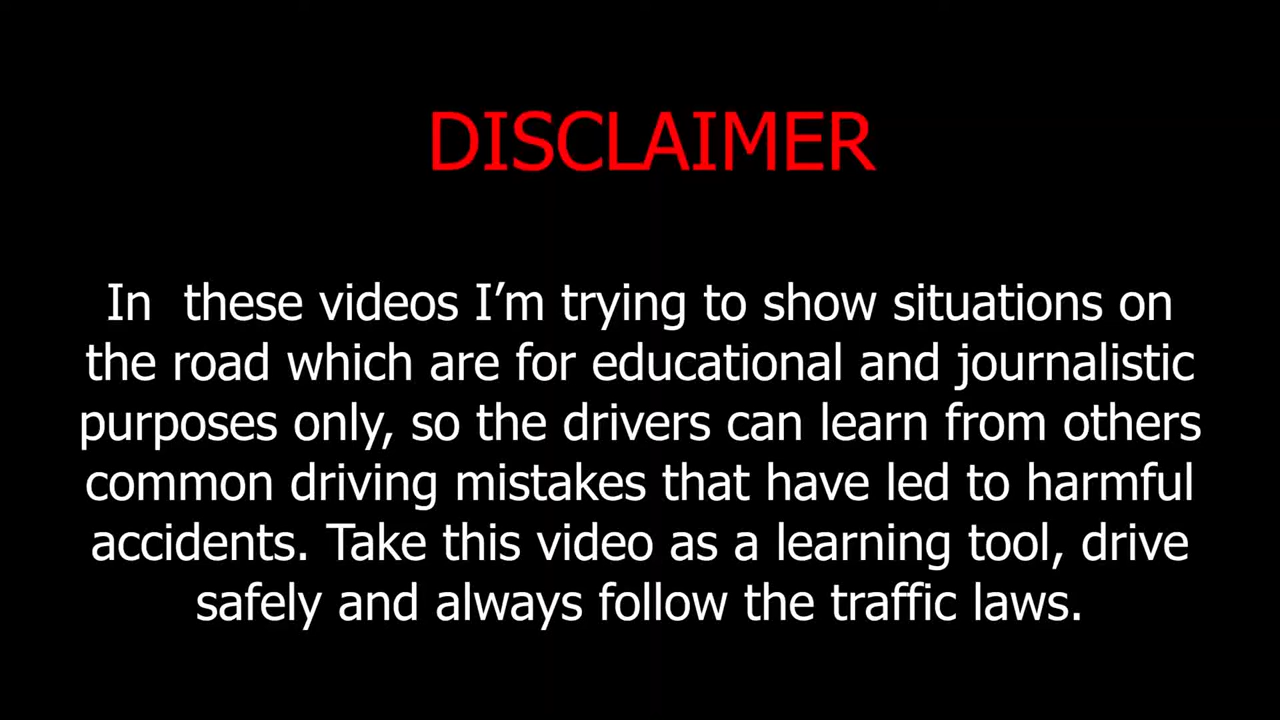 DISCLAIMER
In  these videos I’m trying to show situations on
the road which are for educational and journalistic
purposes only, so the drivers can learn from others
common driving mistakes that have led to harmful
accidents. Take this video as a learning tool, drive
safely and always follow the traffic laws.